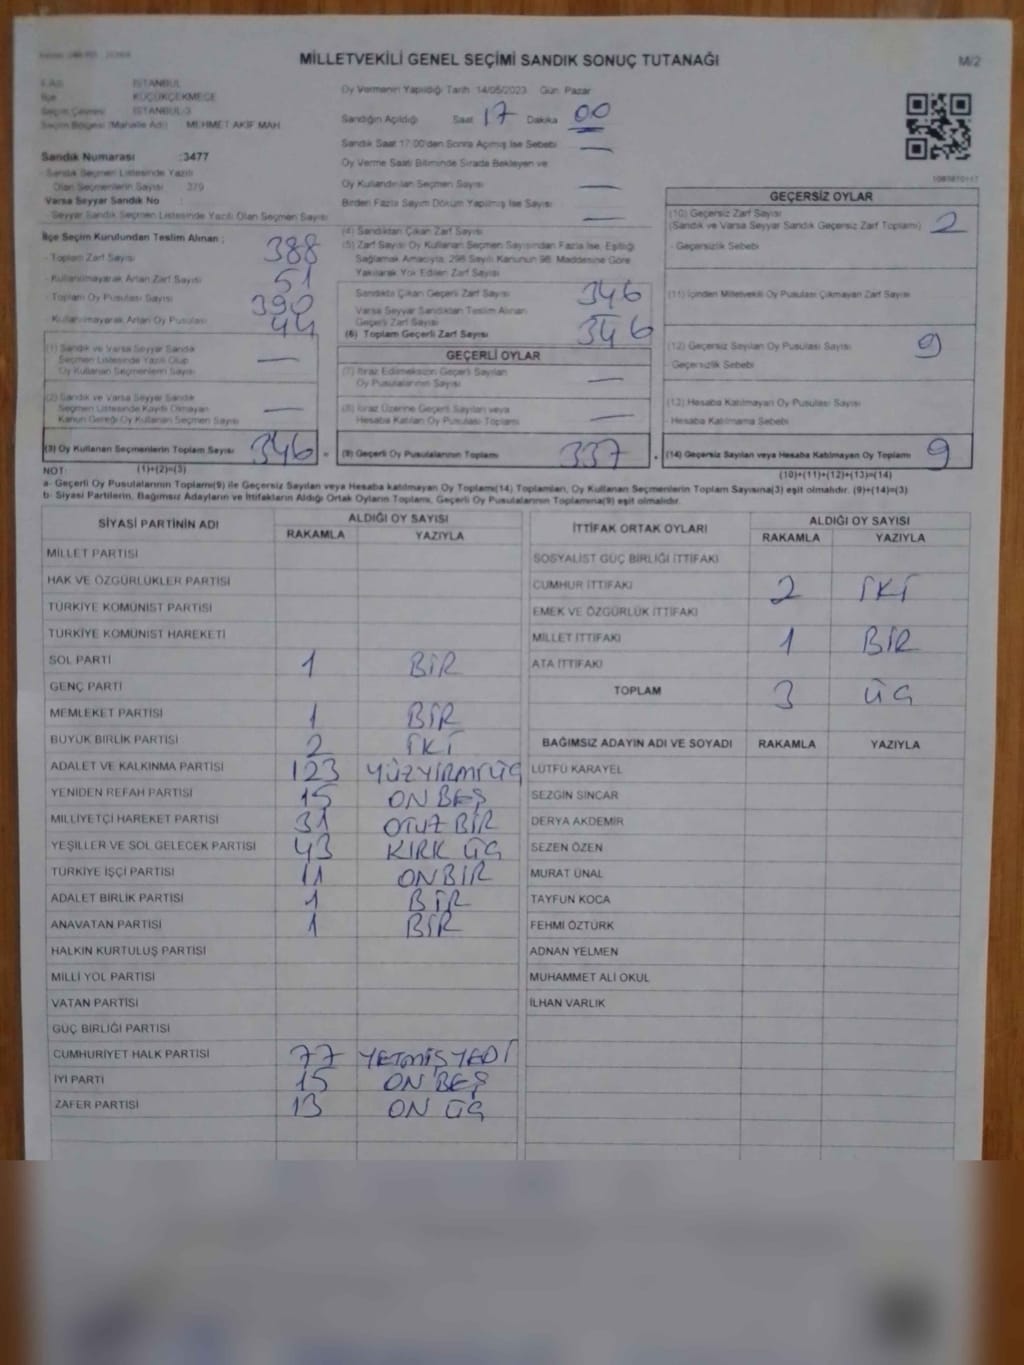 MİLLETVEKİLİ GENEL SEÇİMİ SANDIK SONUÇ TUTANAĞI
M/2
İSTANBUL
İlçe KÜÇÜKÇEKMECE
Seçim Çevresi İSTANBUL-3
Seçim Bölgesi (Mahalle Adı) MEHMET AKİF MAH
Sandık Numarası :3477
Sandık Seçmen Listesinde Yazılı
Olan Seçmenlerin Sayısı 379
Varsa Seyyar Sandık No :
Seyyar Sandık Seçmen Listesinde Yazılı Olan Seçmen Sayısı
Oy Vermenin Yapıldığı Tarih 14/05/2023 Gün Pazar
Sandığın Açıldığı Saat 17 Dakika 00
Sandık Saat 17.00'den Sonra Açılmış İse Sebebi —
Oy Verme Saati Bitiminde Sırada Bekleyen ve
Oy Kullandırılan Seçmen Sayısı —
Birden Fazla Sayım Döküm Yapılmış İse Sayısı —
İlçe Seçim Kurulundan Teslim Alınan ;
- Toplam Zarf Sayısı 388
- Kullanılmayarak Artan Zarf Sayısı 51
- Toplam Oy Pusulası Sayısı 390
- Kullanılmayarak Artan Oy Pusulası 44
(1) Sandık ve Varsa Seyyar Sandık
Seçmen Listesinde Yazılı Olup
Oy Kullanan Seçmenlerin Sayısı —
(2) Sandık ve Varsa Seyyar Sandık
Seçmen Listesinde Kayıtlı Olmayan
Kanun Gereği Oy Kullanan Seçmen Sayısı —
(3) Oy Kullanan Seçmenlerin Toplam Sayısı 346 =
(4) Sandıktan Çıkan Zarf Sayısı
(5) Zarf Sayısı Oy Kullanan Seçmen Sayısından Fazla İse, Eşitliği
Sağlamak Amacıyla, 298 Sayılı Kanunun 98. Maddesine Göre
Yakılarak Yok Edilen Zarf Sayısı
Sandıkta Çıkan Geçerli Zarf Sayısı 346
Varsa Seyyar Sandıktan Teslim Alınan
Geçerli Zarf Sayısı
(6) Toplam Geçerli Zarf Sayısı 346
GEÇERLİ OYLAR
(7) İtiraz Edilmeksizin Geçerli Sayılan
Oy Pusulalarının Sayısı —
(8) İtiraz Üzerine Geçerli Sayılan veya
Hesaba Katılan Oy Pusulaları Toplamı —
(9) Geçerli Oy Pusulalarının Toplamı 337
GEÇERSİZ OYLAR
(10) Geçersiz Zarf Sayısı
(Sandık ve Varsa Seyyar Sandık Geçersiz Zarf Toplamı) 2
- Geçersizlik Sebebi
(11) İçinden Milletvekili Oy Pusulası Çıkmayan Zarf Sayısı
(12) Geçersiz Sayılan Oy Pusulası Sayısı 9
Geçersizlik Sebebi
(13) Hesaba Katılmayan Oy Pusulası Sayısı
- Hesaba Katılmama Sebebi
(14) Geçersiz Sayılan veya Hesaba Katılmayan Oy Toplamı 9
NOT: (1)+(2)=(3) (10)+(11)+(12)+(13)=(14)
a- Geçerli Oy Pusulalarının Toplamı(9) ile Geçersiz Sayılan veya Hesaba katılmayan Oy Toplamı(14) Toplamları, Oy Kullanan Seçmenlerin Toplam Sayısına(3) eşit olmalıdır. (9)+(14)=(3)
b- Siyasi Partilerin, Bağımsız Adayların ve İttifakların Aldığı Ortak Oyların Toplamı, Geçerli Oy Pusulalarının Toplamına(9) eşit olmalıdır.
SİYASİ PARTİNİN ADI ALDIĞI OY SAYISI
RAKAMLA YAZIYLA
MİLLET PARTİSİ
HAK VE ÖZGÜRLÜKLER PARTİSİ
TÜRKİYE KOMÜNİST PARTİSİ
TÜRKİYE KOMÜNİST HAREKETİ
SOL PARTİ 1 BİR
GENÇ PARTİ
MEMLEKET PARTİSİ 1 BİR
BÜYÜK BİRLİK PARTİSİ 2 İKİ
ADALET VE KALKINMA PARTİSİ 123 YÜZYİRMİÜÇ
YENİDEN REFAH PARTİSİ 15 ON BEŞ
MİLLİYETÇİ HAREKET PARTİSİ 31 OTUZ BİR
YEŞİLLER VE SOL GELECEK PARTİSİ 43 KIRK ÜÇ
TÜRKİYE İŞÇİ PARTİSİ 11 ONBİR
ADALET BİRLİK PARTİSİ 1 BİR
ANAVATAN PARTİSİ 1 BİR
HALKIN KURTULUŞ PARTİSİ
MİLLİ YOL PARTİSİ
VATAN PARTİSİ
GÜÇ BİRLİĞİ PARTİSİ
CUMHURİYET HALK PARTİSİ 77 YETMİŞ YEDİ
İYİ PARTİ 15 ON BEŞ
ZAFER PARTİSİ 13 ON ÜÇ
İTTİFAK ORTAK OYLARI ALDIĞI OY SAYISI
RAKAMLA YAZIYLA
SOSYALİST GÜÇ BİRLİĞİ İTTİFAKI
CUMHUR İTTİFAKI 2 İKİ
EMEK VE ÖZGÜRLÜK İTTİFAKI
MİLLET İTTİFAKI 1 BİR
ATA İTTİFAKI
TOPLAM 3 ÜÇ
BAĞIMSIZ ADAYIN ADI VE SOYADI RAKAMLA YAZIYLA
LÜTFÜ KARAYEL
SEZGİN SİNCAR
DERYA AKDEMİR
SEZEN ÖZEN
MURAT ÜNAL
TAYFUN KOCA
FEHMİ ÖZTÜRK
ADNAN YELMEN
MUHAMMET ALİ OKUL
İLHAN VARLIK